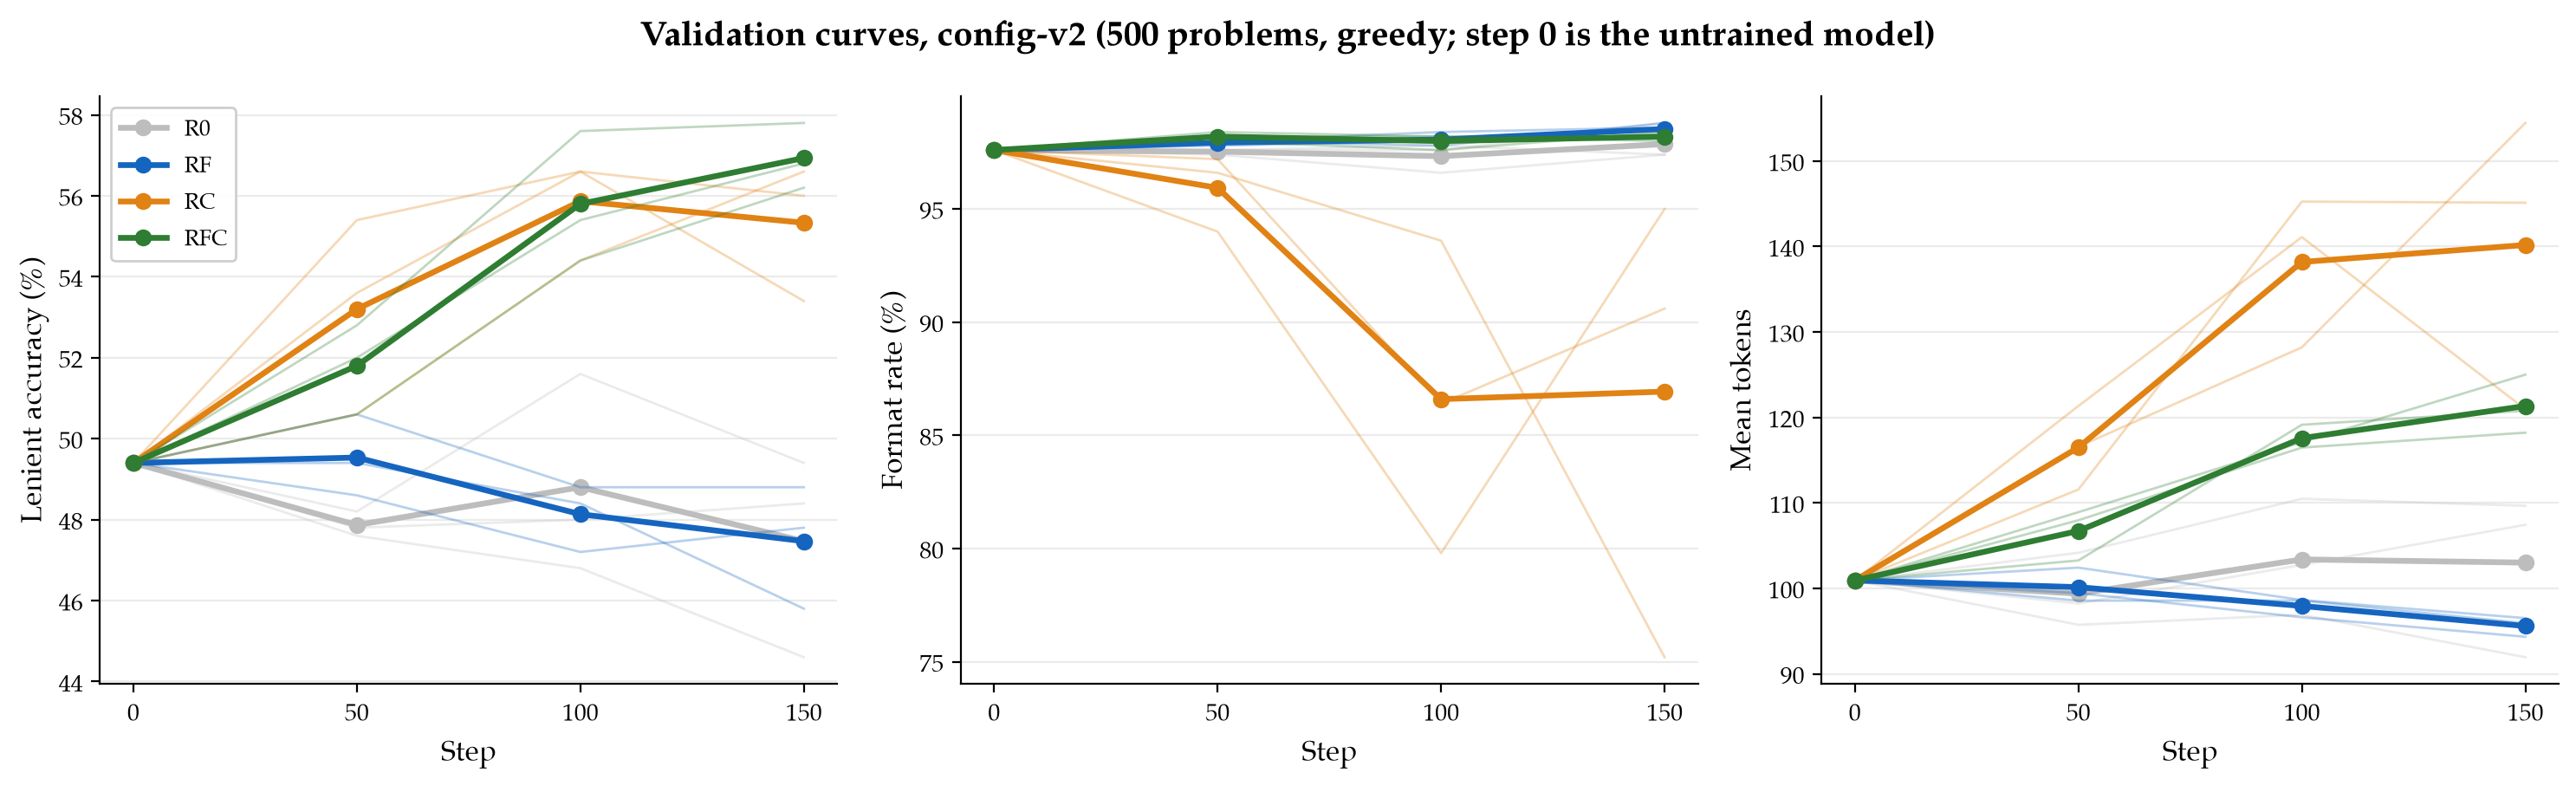 Validation curves, config-v2 (500 problems, greedy; step 0 is the untrained model)
Lenient accuracy (%)
58
56
54
52
50
48
46
44
R0
RF
RC
RFC
0
50
100
150
Step
Format rate (%)
95
90
85
80
75
0
50
100
150
Step
Mean tokens
150
140
130
120
110
100
90
0
50
100
150
Step